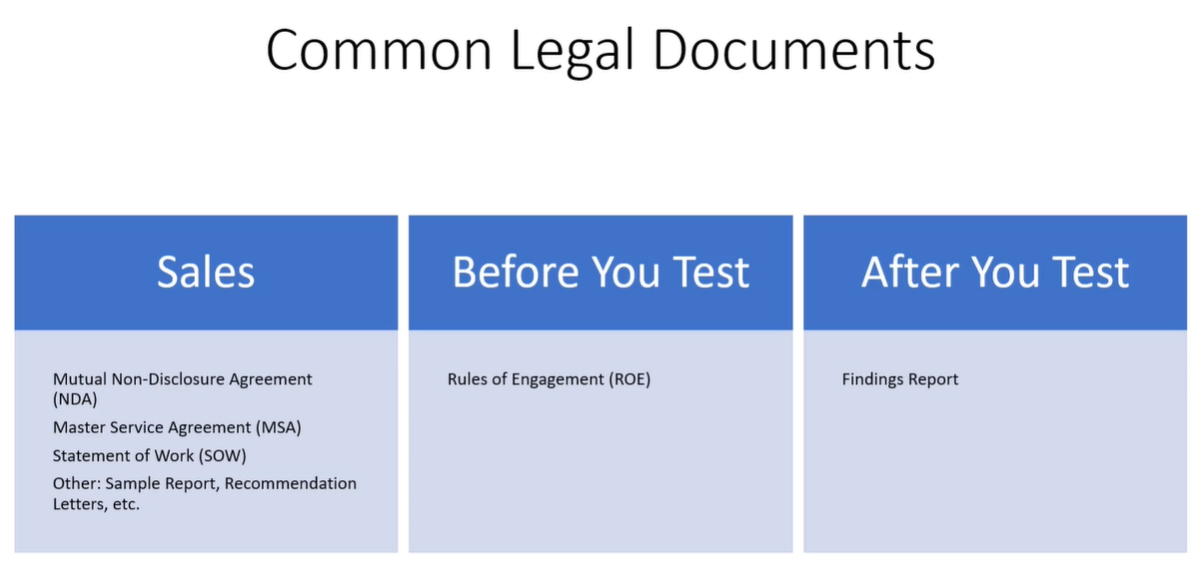 Common Legal Documents
Sales
Mutual Non-Disclosure Agreement
(NDA)
Master Service Agreement (MSA)
Statement of Work (SOW)
Other: Sample Report, Recommendation
Letters, etc.
Before You Test
Rules of Engagement (ROE)
After You Test
Findings Report